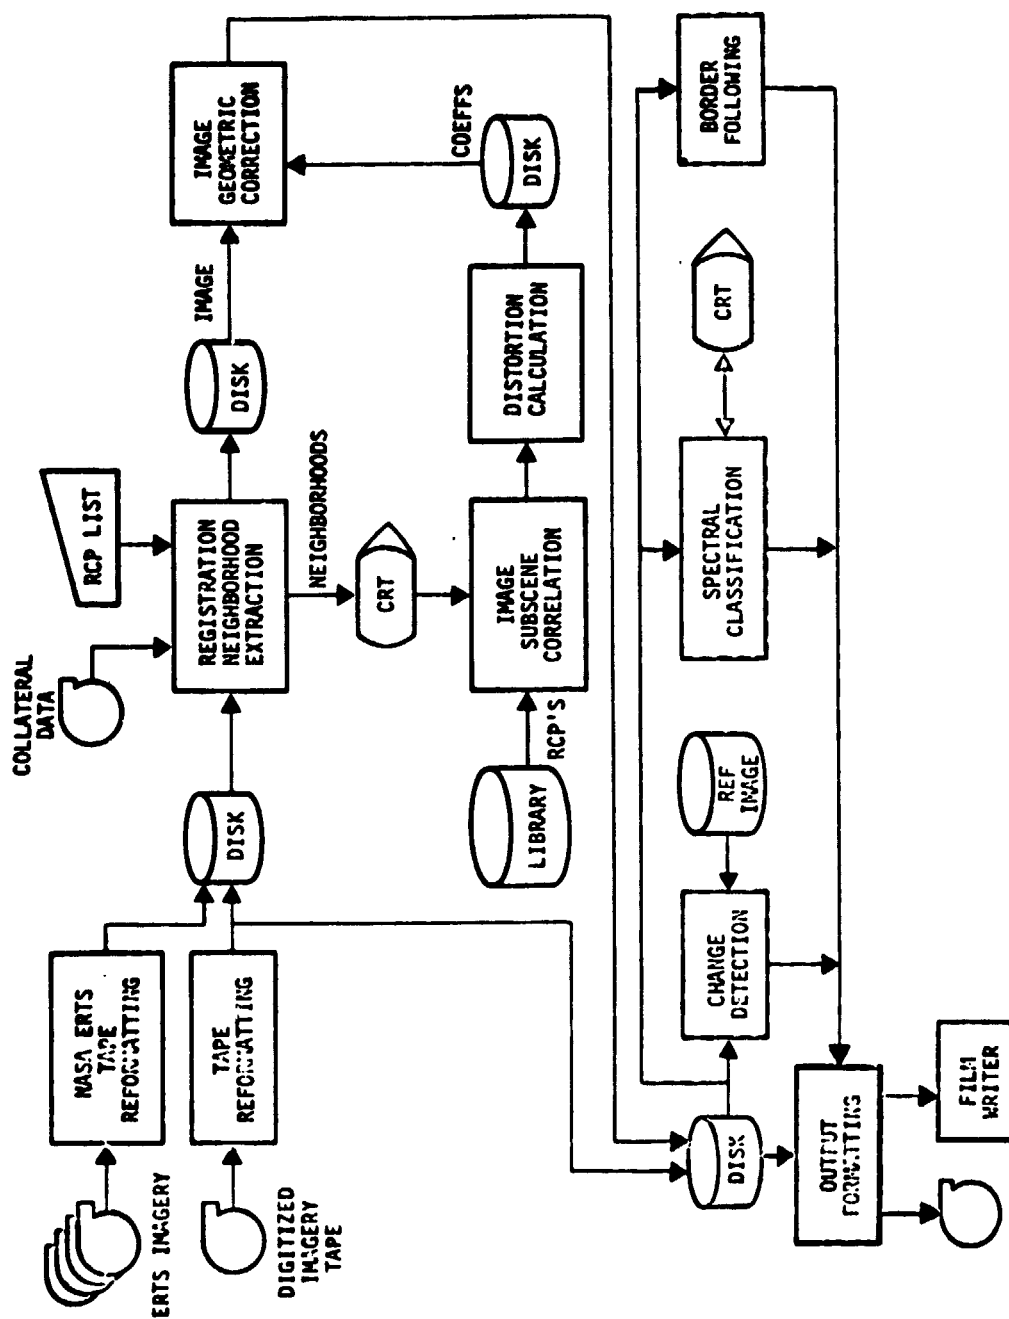 ERTS IMAGERY
NASA ERTS
TAPE
REFORMATTING
DIGITIZED
IMAGERY
TAPE
TAPE
REFORMATTING
DISK
COLLATERAL
DATA
RCP LIST
REGISTRATION
NEIGHBORHOOD
EXTRACTION
DISK
IMAGE
IMAGE
GEOMETRIC
CORRECTION
NEIGHBORHOODS
CRT
LIBRARY
RCP'S
IMAGE
SUBSCENE
CORRELATION
DISTORTION
CALCULATION
DISK
COEFFS
DISK
CHANGE
DETECTION
REF
IMAGE
SPECTRAL
CLASSIFICATION
CRT
BORDER
FOLLOWING
OUTPUT
FORMATTING
FILM
WRITER